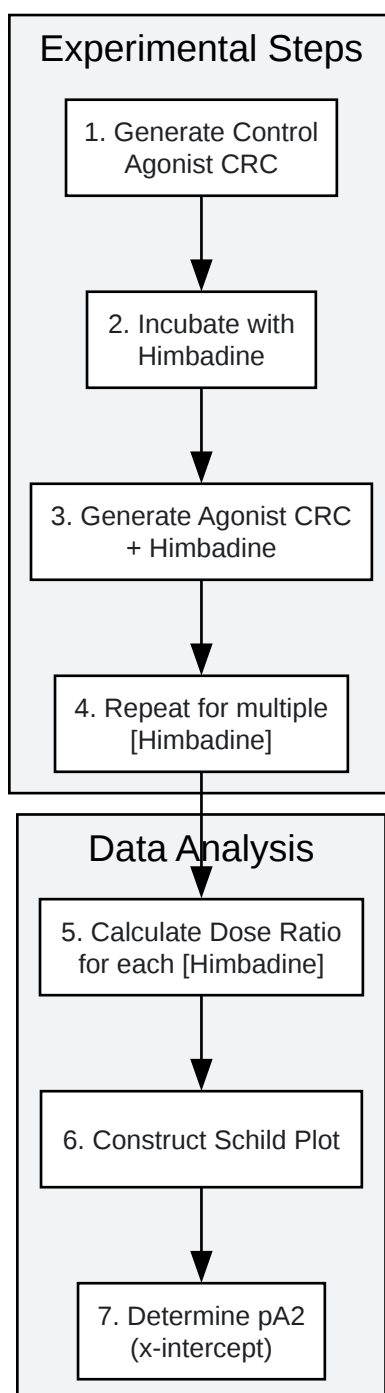 Experimental Steps
1. Generate Control
Agonist CRC
2. Incubate with
Himbadine
3. Generate Agonist CRC
+ Himbadine
4. Repeat for multiple
[Himbadine]
Data Analysis
5. Calculate Dose Ratio
for each [Himbadine]
6. Construct Schild Plot
7. Determine pA2
(x-intercept)